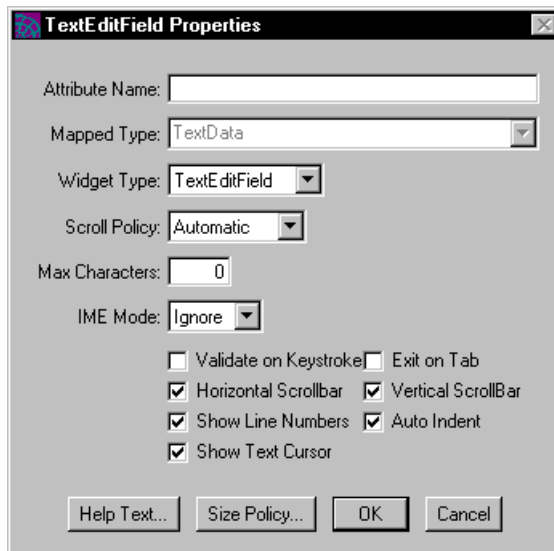 TextEditField Properties
Attribute Name:
Mapped Type: TextData
Widget Type: TextEditField
Scroll Policy: Automatic
Max Characters: 0
IME Mode: Ignore
Validate on Keystroke Exit on Tab
Horizontal Scrollbar Vertical ScrollBar
Show Line Numbers Auto Indent
Show Text Cursor
Help Text... Size Policy... OK Cancel